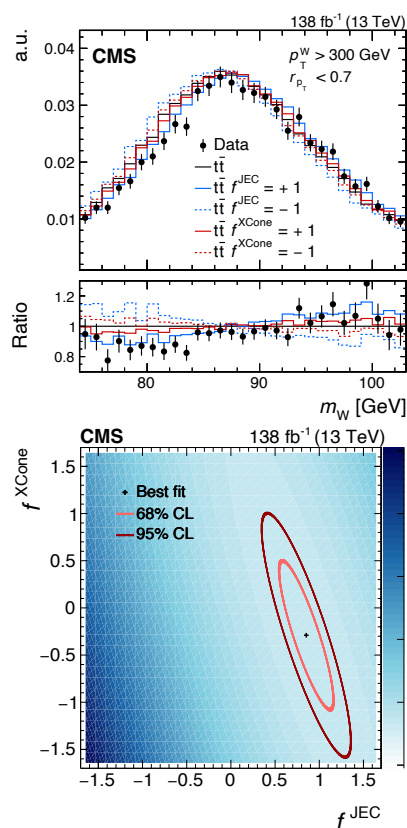 138 fb⁻¹ (13 TeV)
a.u.
CMS
p_T^W > 300 GeV
r_{p_T} < 0.7
0.04
0.03
0.02
0.01
Data
tt̄
tt̄ f^JEC = + 1
tt̄ f^JEC = − 1
tt̄ f^XCone = + 1
tt̄ f^XCone = − 1
Ratio
1.2
1
0.8
80 90 100
m_W [GeV]
CMS 138 fb⁻¹ (13 TeV)
f^XCone
1.5
1
0.5
0
−0.5
−1
−1.5
Best fit
68% CL
95% CL
−1.5 −1 −0.5 0 0.5 1 1.5
f^JEC